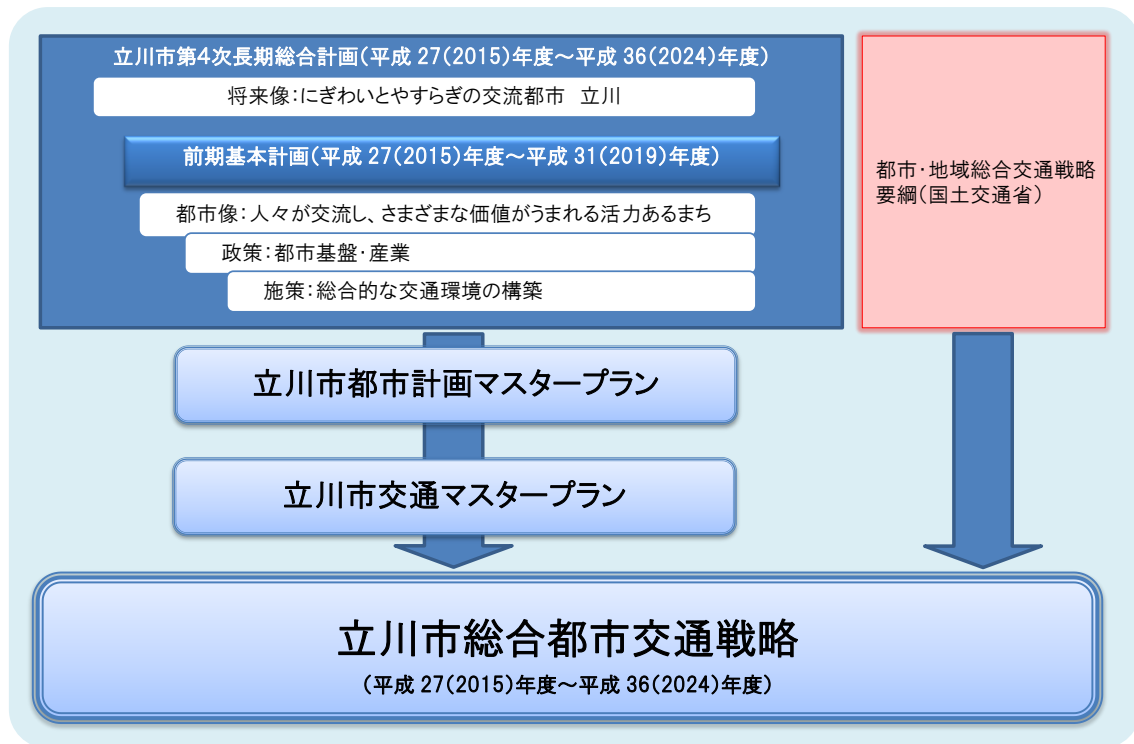 立川市第4次長期総合計画(平成 27(2015)年度～平成 36(2024)年度)
将来像:にぎわいとやすらぎの交流都市　立川
前期基本計画(平成 27(2015)年度～平成 31(2019)年度)
都市像:人々が交流し、さまざまな価値がうまれる活力あるまち
政策:都市基盤・産業
施策:総合的な交通環境の構築
都市・地域総合交通戦略
要綱(国土交通省)
立川市都市計画マスタープラン
立川市交通マスタープラン
立川市総合都市交通戦略
(平成 27(2015)年度～平成 36(2024)年度)